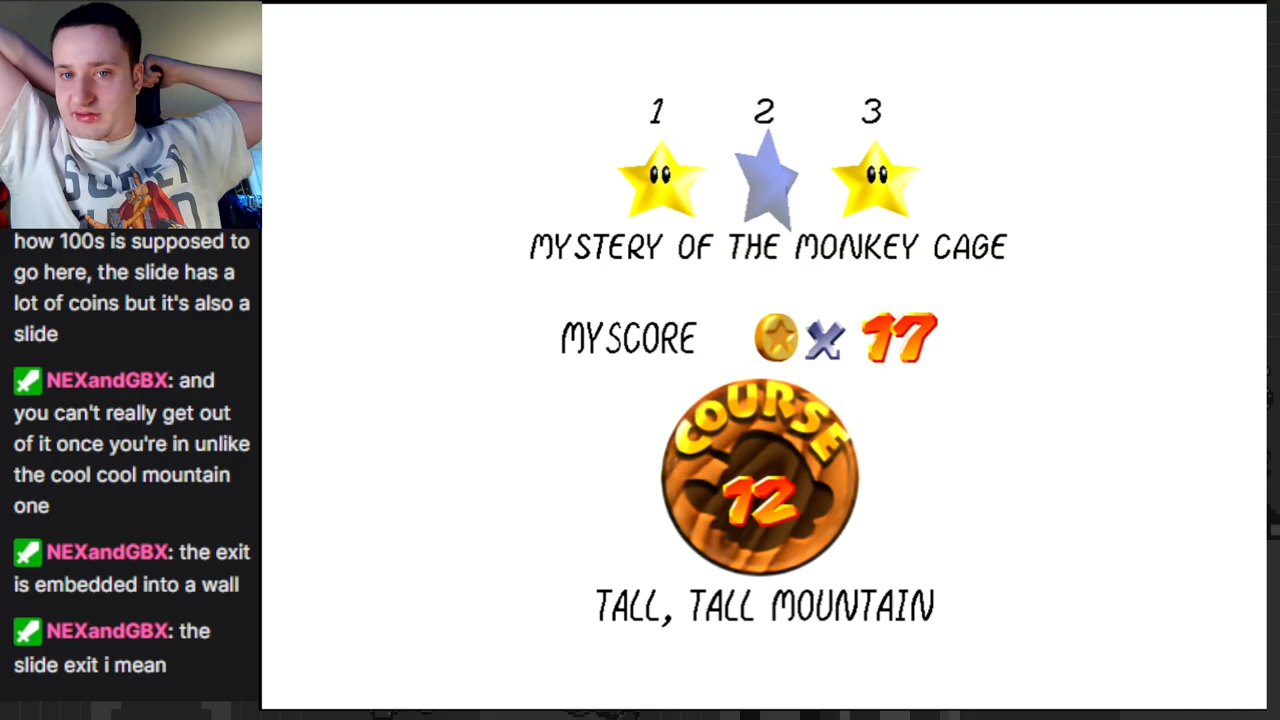 how 100s is supposed to
go here, the slide has a
lot of coins but it's also a
slide
NEXandGBX: and
you can't really get out
of it once you're in unlike
the cool cool mountain
one
NEXandGBX: the exit
is embedded into a wall
NEXandGBX: the
slide exit i mean
1 2 3
MYSTERY OF THE MONKEY CAGE
MYSCORE × 17
COURSE
12
TALL, TALL MOUNTAIN